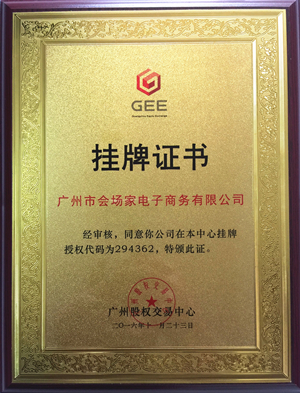 GEE
Guangzhou Equity Exchange
挂牌证书
广州市会场家电子商务有限公司
经审核，同意你公司在本中心挂牌
授权代码为294362，特颁此证。
广州股权交易中心
二〇一六年十一月二十三日